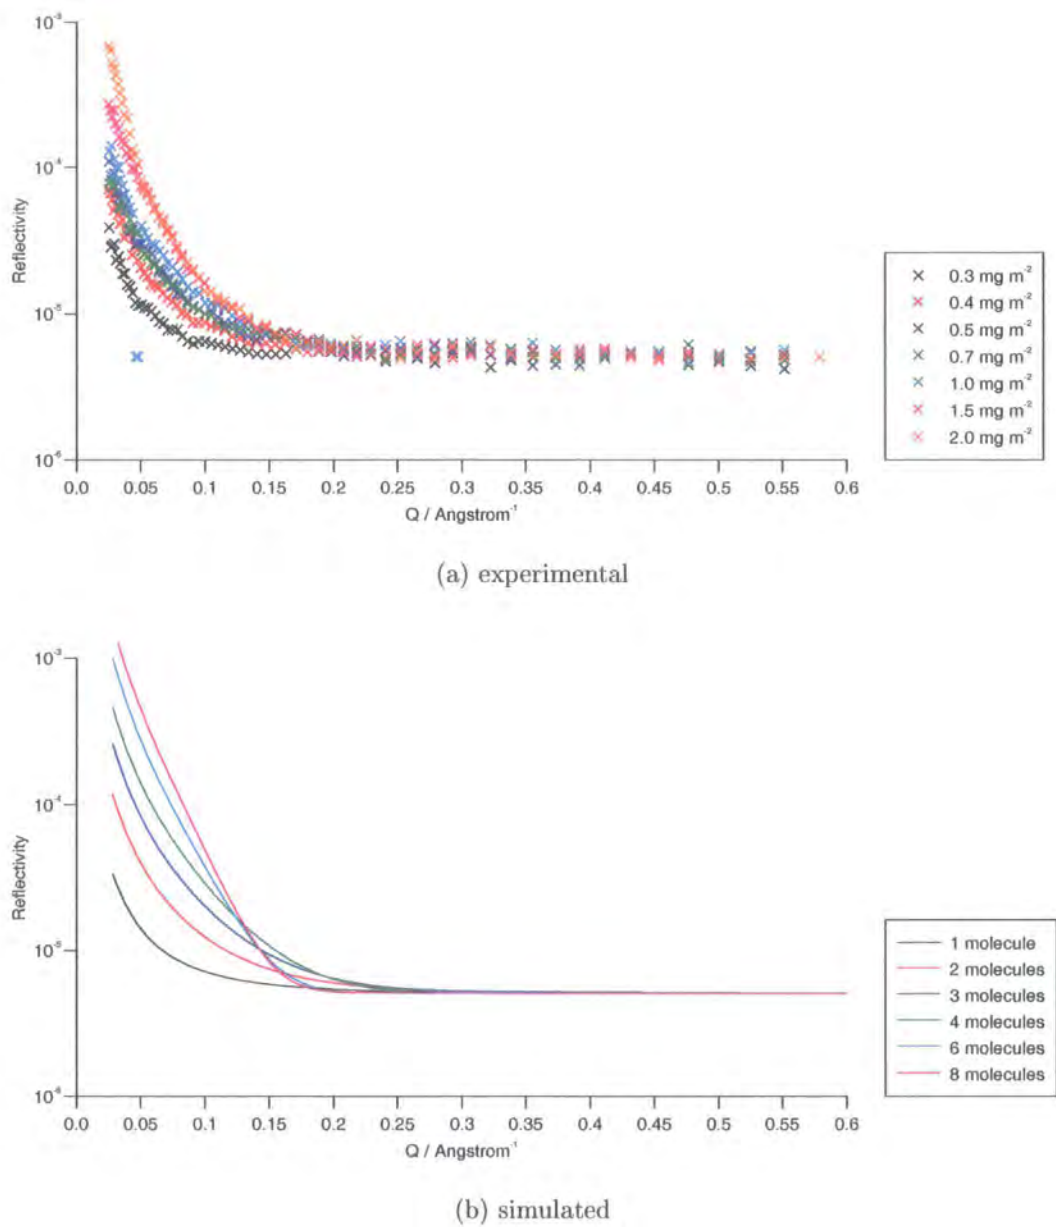 10⁻³
10⁻⁴
10⁻⁵
10⁻⁶
Reflectivity
0.0 0.05 0.1 0.15 0.2 0.25 0.3 0.35 0.4 0.45 0.5 0.55 0.6
Q / Angstrom⁻¹
0.3 mg m⁻²
0.4 mg m⁻²
0.5 mg m⁻²
0.7 mg m⁻²
1.0 mg m⁻²
1.5 mg m⁻²
2.0 mg m⁻²
(a) experimental
10⁻³
10⁻⁴
10⁻⁵
10⁻⁶
Reflectivity
0.0 0.05 0.1 0.15 0.2 0.25 0.3 0.35 0.4 0.45 0.5 0.55 0.6
Q / Angstrom⁻¹
1 molecule
2 molecules
3 molecules
4 molecules
6 molecules
8 molecules
(b) simulated